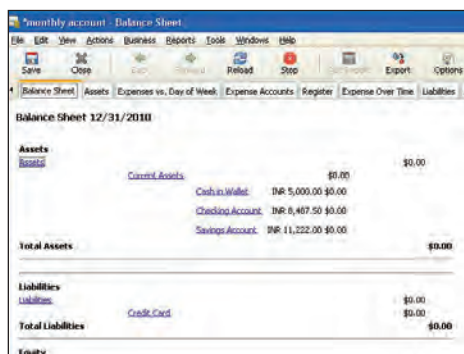 *monthly account - Balance Sheet
File Edit View Actions Business Reports Tools Windows Help
Save Close Reload Stop Export Options
Balance Sheet Assets Expenses vs. Day of Week Expense Accounts Register Expense Over Time Liabilities
Balance Sheet 12/31/2010
Assets
Assets $0.00
Current Assets $0.00
Cash in Wallet INR 5,000.00 $0.00
Checking Account INR 8,407.50 $0.00
Savings Account INR 11,222.00 $0.00
Total Assets $0.00
Liabilities
Liabilities $0.00
Credit Card $0.00
Total Liabilities $0.00
Equity